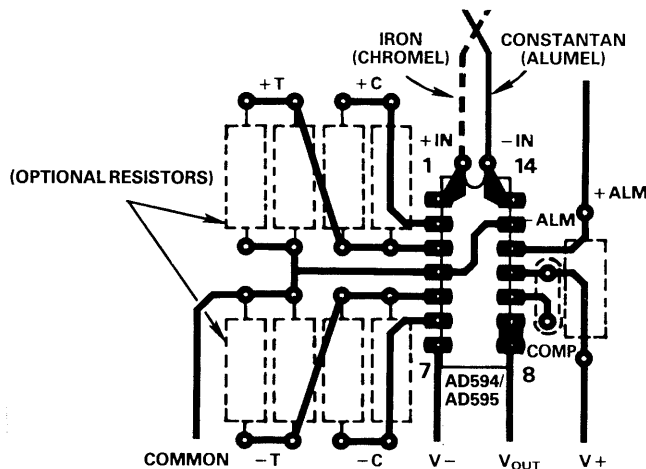 IRON
(CHROMEL)
CONSTANTAN
(ALUMEL)
+T
+C
+IN
-IN
1
14
(OPTIONAL RESISTORS)
+ ALM
-ALM
COMP
7
8
AD594/
AD595
COMMON
-T
-C
V-
VOUT
V+